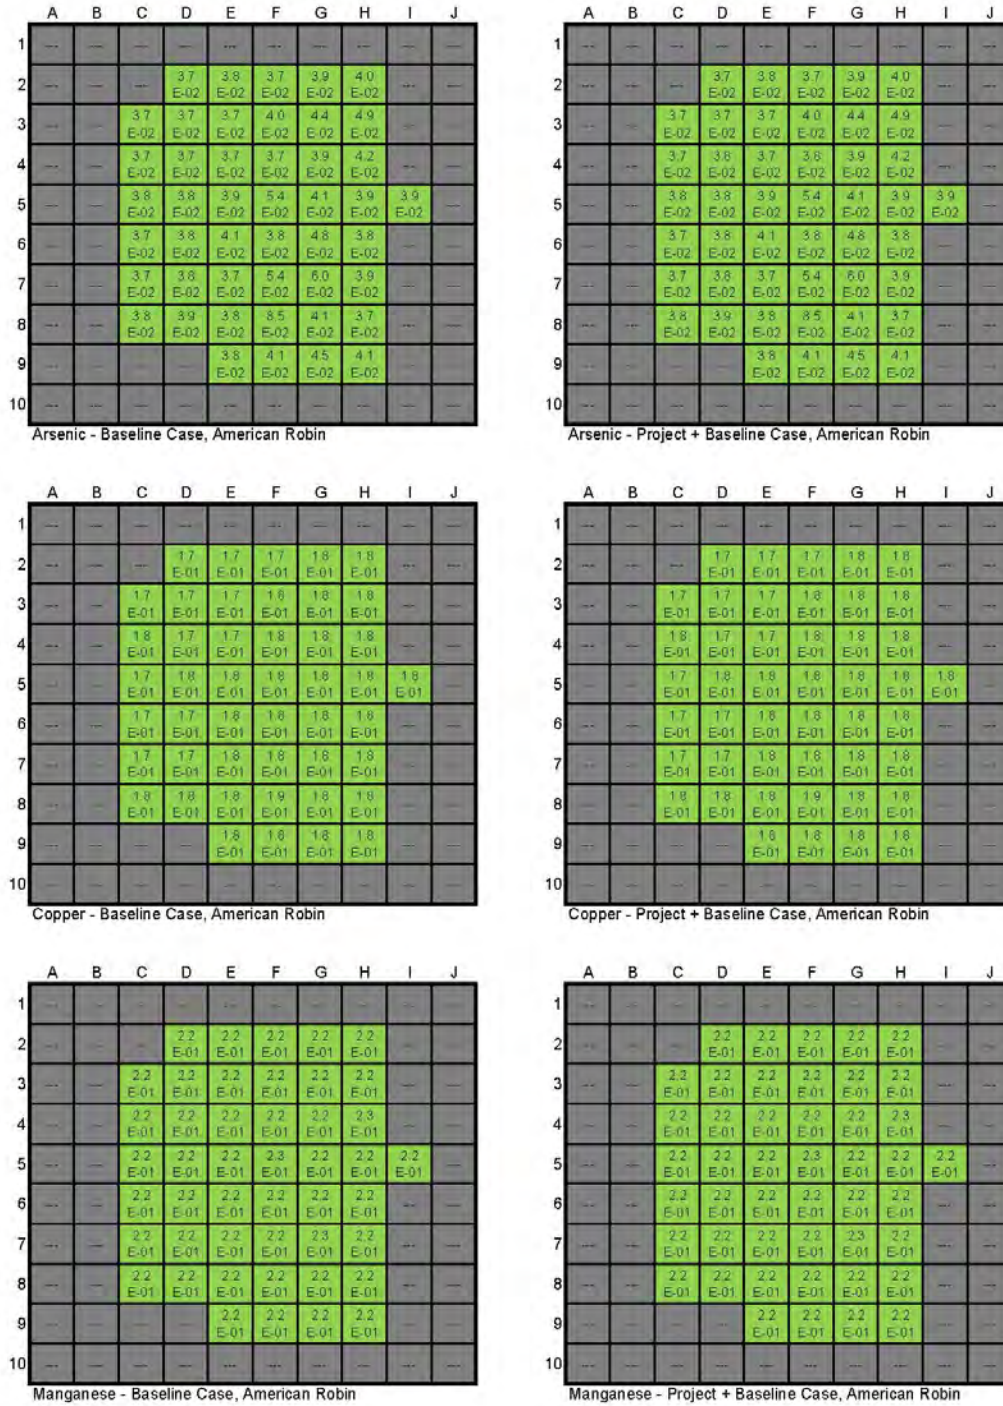 A B C D E F G H I J
1 --- --- --- --- --- --- --- --- --- ---
2 --- --- --- 3.7 3.8 3.7 3.9 4.0 --- ---
E-02 E-02 E-02 E-02 E-02
3 --- --- 3.7 3.7 3.7 4.0 4.4 4.9 --- ---
E-02 E-02 E-02 E-02 E-02 E-02
4 --- --- 3.7 3.7 3.7 3.7 3.9 4.2 --- ---
E-02 E-02 E-02 E-02 E-02 E-02
5 --- --- 3.8 3.8 3.9 5.4 4.1 3.9 3.9 ---
E-02 E-02 E-02 E-02 E-02 E-02 E-02
6 --- --- 3.7 3.8 4.1 3.8 4.8 3.8 --- ---
E-02 E-02 E-02 E-02 E-02 E-02
7 --- --- 3.7 3.8 3.7 5.4 6.0 3.9 --- ---
E-02 E-02 E-02 E-02 E-02 E-02
8 --- --- 3.8 3.9 3.8 8.5 4.1 3.7 --- ---
E-02 E-02 E-02 E-02 E-02 E-02
9 --- --- --- --- 3.8 4.1 4.5 4.1 --- ---
E-02 E-02 E-02 E-02
10 --- --- --- --- --- --- --- --- --- ---
Arsenic - Baseline Case, American Robin
A B C D E F G H I J
1 --- --- --- --- --- --- --- --- --- ---
2 --- --- --- 3.7 3.8 3.7 3.9 4.0 --- ---
E-02 E-02 E-02 E-02 E-02
3 --- --- 3.7 3.7 3.7 4.0 4.4 4.9 --- ---
E-02 E-02 E-02 E-02 E-02 E-02
4 --- --- 3.7 3.8 3.7 3.8 3.9 4.2 --- ---
E-02 E-02 E-02 E-02 E-02 E-02
5 --- --- 3.8 3.8 3.9 5.4 4.1 3.9 3.9 ---
E-02 E-02 E-02 E-02 E-02 E-02 E-02
6 --- --- 3.7 3.8 4.1 3.8 4.8 3.8 --- ---
E-02 E-02 E-02 E-02 E-02 E-02
7 --- --- 3.7 3.8 3.7 5.4 6.0 3.9 --- ---
E-02 E-02 E-02 E-02 E-02 E-02
8 --- --- 3.8 3.9 3.8 8.5 4.1 3.7 --- ---
E-02 E-02 E-02 E-02 E-02 E-02
9 --- --- --- --- 3.8 4.1 4.5 4.1 --- ---
E-02 E-02 E-02 E-02
10 --- --- --- --- --- --- --- --- --- ---
Arsenic - Project + Baseline Case, American Robin
A B C D E F G H I J
1 --- --- --- --- --- --- --- --- --- ---
2 --- --- --- 1.7 1.7 1.7 1.8 1.8 --- ---
E-01 E-01 E-01 E-01 E-01
3 --- --- 1.7 1.7 1.7 1.8 1.8 1.8 --- ---
E-01 E-01 E-01 E-01 E-01 E-01
4 --- --- 1.8 1.7 1.7 1.8 1.8 1.8 --- ---
E-01 E-01 E-01 E-01 E-01 E-01
5 --- --- 1.7 1.8 1.8 1.8 1.8 1.8 1.8 ---
E-01 E-01 E-01 E-01 E-01 E-01 E-01
6 --- --- 1.7 1.7 1.8 1.8 1.8 1.8 --- ---
E-01 E-01 E-01 E-01 E-01 E-01
7 --- --- 1.7 1.7 1.8 1.8 1.8 1.8 --- ---
E-01 E-01 E-01 E-01 E-01 E-01
8 --- --- 1.8 1.8 1.8 1.9 1.8 1.8 --- ---
E-01 E-01 E-01 E-01 E-01 E-01
9 --- --- --- --- 1.8 1.8 1.8 1.8 --- ---
E-01 E-01 E-01 E-01
10 --- --- --- --- --- --- --- --- --- ---
Copper - Baseline Case, American Robin
A B C D E F G H I J
1 --- --- --- --- --- --- --- --- --- ---
2 --- --- --- 1.7 1.7 1.7 1.8 1.8 --- ---
E-01 E-01 E-01 E-01 E-01
3 --- --- 1.7 1.7 1.7 1.8 1.8 1.8 --- ---
E-01 E-01 E-01 E-01 E-01 E-01
4 --- --- 1.8 1.7 1.7 1.8 1.8 1.8 --- ---
E-01 E-01 E-01 E-01 E-01 E-01
5 --- --- 1.7 1.8 1.8 1.8 1.8 1.8 1.8 ---
E-01 E-01 E-01 E-01 E-01 E-01 E-01
6 --- --- 1.7 1.7 1.8 1.8 1.8 1.8 --- ---
E-01 E-01 E-01 E-01 E-01 E-01
7 --- --- 1.7 1.7 1.8 1.8 1.8 1.8 --- ---
E-01 E-01 E-01 E-01 E-01 E-01
8 --- --- 1.8 1.8 1.8 1.9 1.8 1.8 --- ---
E-01 E-01 E-01 E-01 E-01 E-01
9 --- --- --- --- 1.8 1.8 1.8 1.8 --- ---
E-01 E-01 E-01 E-01
10 --- --- --- --- --- --- --- --- --- ---
Copper - Project + Baseline Case, American Robin
A B C D E F G H I J
1 --- --- --- --- --- --- --- --- --- ---
2 --- --- --- 2.2 2.2 2.2 2.2 2.2 --- ---
E-01 E-01 E-01 E-01 E-01
3 --- --- 2.2 2.2 2.2 2.2 2.2 2.2 --- ---
E-01 E-01 E-01 E-01 E-01 E-01
4 --- --- 2.2 2.2 2.2 2.2 2.2 2.3 --- ---
E-01 E-01 E-01 E-01 E-01 E-01
5 --- --- 2.2 2.2 2.2 2.3 2.2 2.2 2.2 ---
E-01 E-01 E-01 E-01 E-01 E-01 E-01
6 --- --- 2.2 2.2 2.2 2.2 2.2 2.2 --- ---
E-01 E-01 E-01 E-01 E-01 E-01
7 --- --- 2.2 2.2 2.2 2.2 2.3 2.2 --- ---
E-01 E-01 E-01 E-01 E-01 E-01
8 --- --- 2.2 2.2 2.2 2.2 2.2 2.2 --- ---
E-01 E-01 E-01 E-01 E-01 E-01
9 --- --- --- --- 2.2 2.2 2.2 2.2 --- ---
E-01 E-01 E-01 E-01
10 --- --- --- --- --- --- --- --- --- ---
Manganese - Baseline Case, American Robin
A B C D E F G H I J
1 --- --- --- --- --- --- --- --- --- ---
2 --- --- --- 2.2 2.2 2.2 2.2 2.2 --- ---
E-01 E-01 E-01 E-01 E-01
3 --- --- 2.2 2.2 2.2 2.2 2.2 2.2 --- ---
E-01 E-01 E-01 E-01 E-01 E-01
4 --- --- 2.2 2.2 2.2 2.2 2.2 2.3 --- ---
E-01 E-01 E-01 E-01 E-01 E-01
5 --- --- 2.2 2.2 2.2 2.3 2.2 2.2 2.2 ---
E-01 E-01 E-01 E-01 E-01 E-01 E-01
6 --- --- 2.2 2.2 2.2 2.2 2.2 2.2 --- ---
E-01 E-01 E-01 E-01 E-01 E-01
7 --- --- 2.2 2.2 2.2 2.2 2.3 2.2 --- ---
E-01 E-01 E-01 E-01 E-01 E-01
8 --- --- 2.2 2.2 2.2 2.2 2.2 2.2 --- ---
E-01 E-01 E-01 E-01 E-01 E-01
9 --- --- --- --- 2.2 2.2 2.2 2.2 --- ---
E-01 E-01 E-01 E-01
10 --- --- --- --- --- --- --- --- --- ---
Manganese - Project + Baseline Case, American Robin